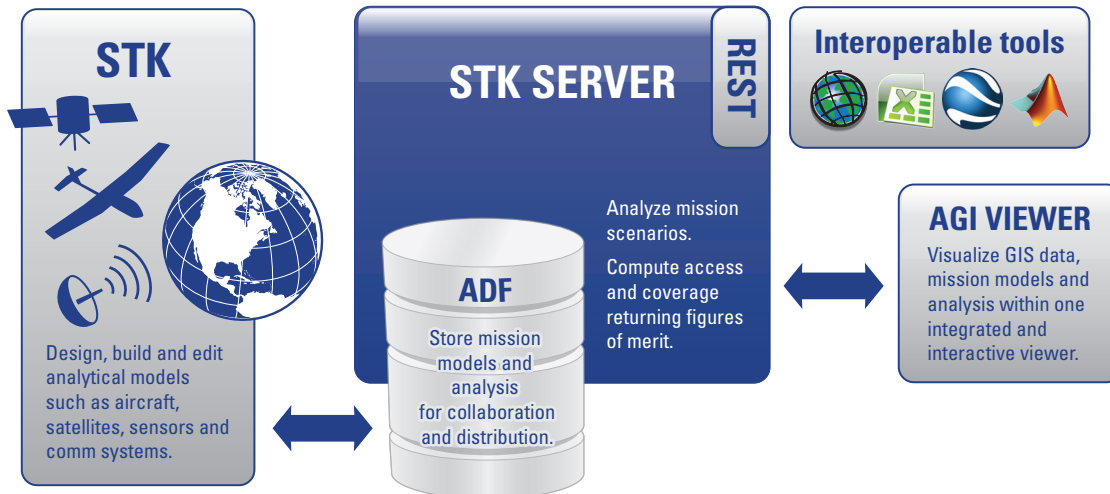 STK
Design, build and edit
analytical models
such as aircraft,
satellites, sensors and
comm systems.
STK SERVER
REST
Analyze mission
scenarios.
Compute access
and coverage
returning figures
of merit.
ADF
Store mission
models and
analysis
for collaboration
and distribution.
Interoperable tools
X
AGI VIEWER
Visualize GIS data,
mission models and
analysis within one
integrated and
interactive viewer.